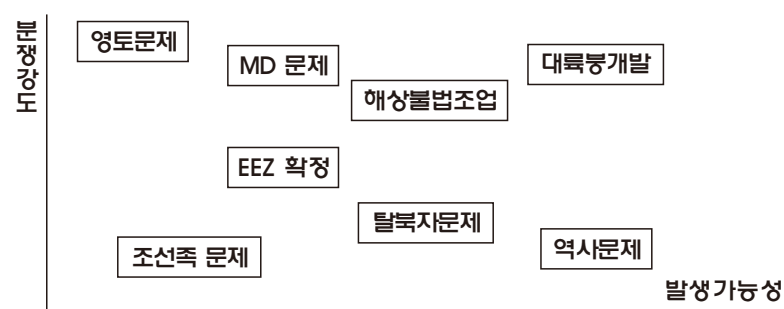 분쟁강도
영토문제
MD 문제
대륙붕개발
해상불법조업
EEZ 확정
탈북자문제
조선족 문제
역사문제
발생가능성